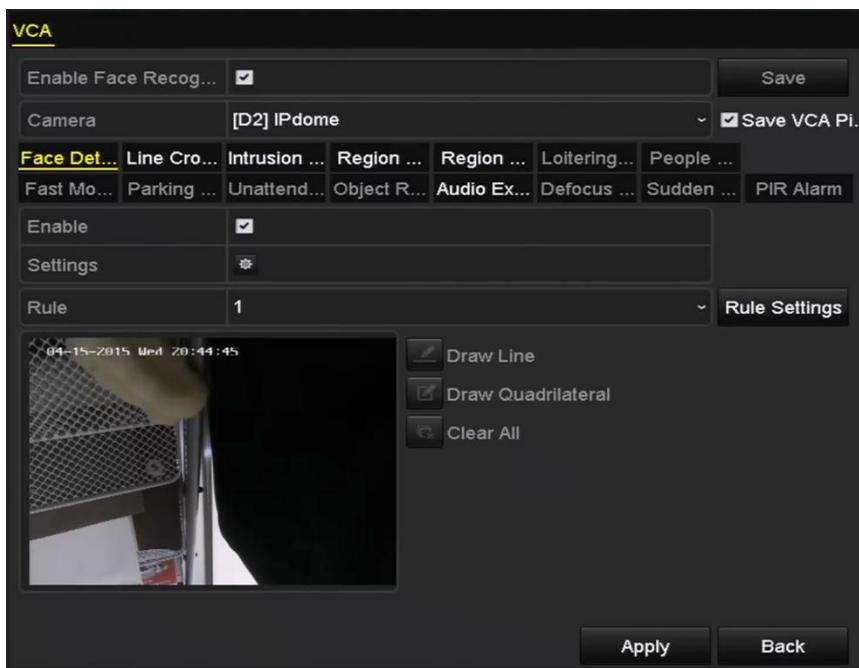 VCA
Enable Face Recog... Save
Camera [D2] IPdome Save VCA Pi.
Face Det... Line Cro... Intrusion ... Region ... Region ... Loitering... People ...
Fast Mo... Parking ... Unattend... Object R... Audio Ex... Defocus ... Sudden ... PIR Alarm
Enable
Settings
Rule 1 Rule Settings
04-15-2015 Wed 20:44:45
Draw Line
Draw Quadrilateral
Clear All
Apply Back